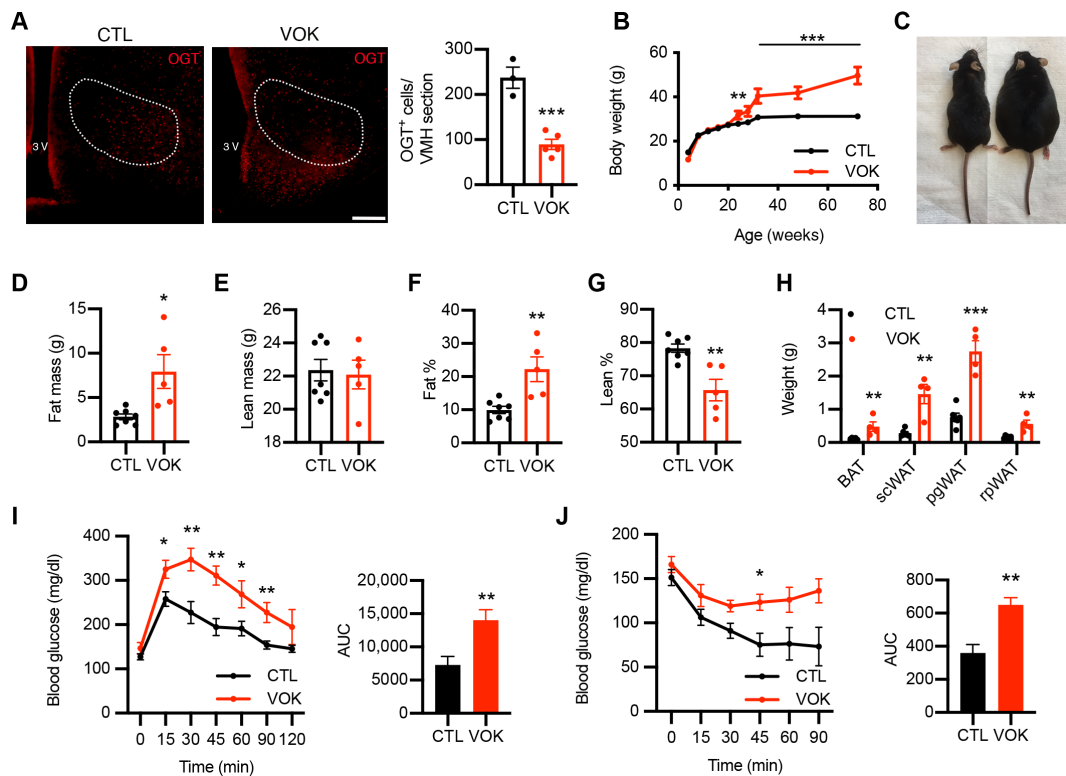 A
CTL
VOK
OGT
OGT
3 V
3 V
OGT+ cells/
VMH section
300
200
100
0
***
CTL VOK
B
Body weight (g)
60
40
20
0
**
***
CTL
VOK
0 20 40 60 80
Age (weeks)
C
D
Fat mass (g)
15
10
5
0
*
CTL VOK
E
Lean mass (g)
26
24
22
20
18
CTL VOK
F
Fat %
40
30
20
10
0
**
CTL VOK
G
Lean %
90
80
70
60
50
**
CTL VOK
H
Weight (g)
4
3
2
1
0
CTL
VOK
**
**
***
**
BAT
scWAT
pgWAT
rpWAT
I
Blood glucose (mg/dl)
400
300
200
100
0
* ** ** * **
CTL
VOK
0 15 30 45 60 90 120
Time (min)
AUC
20,000
15,000
10,000
5000
0
**
CTL VOK
J
Blood glucose (mg/dl)
200
150
100
50
0
*
CTL
VOK
0 15 30 45 60 90
Time (min)
AUC
800
600
400
200
0
**
CTL VOK